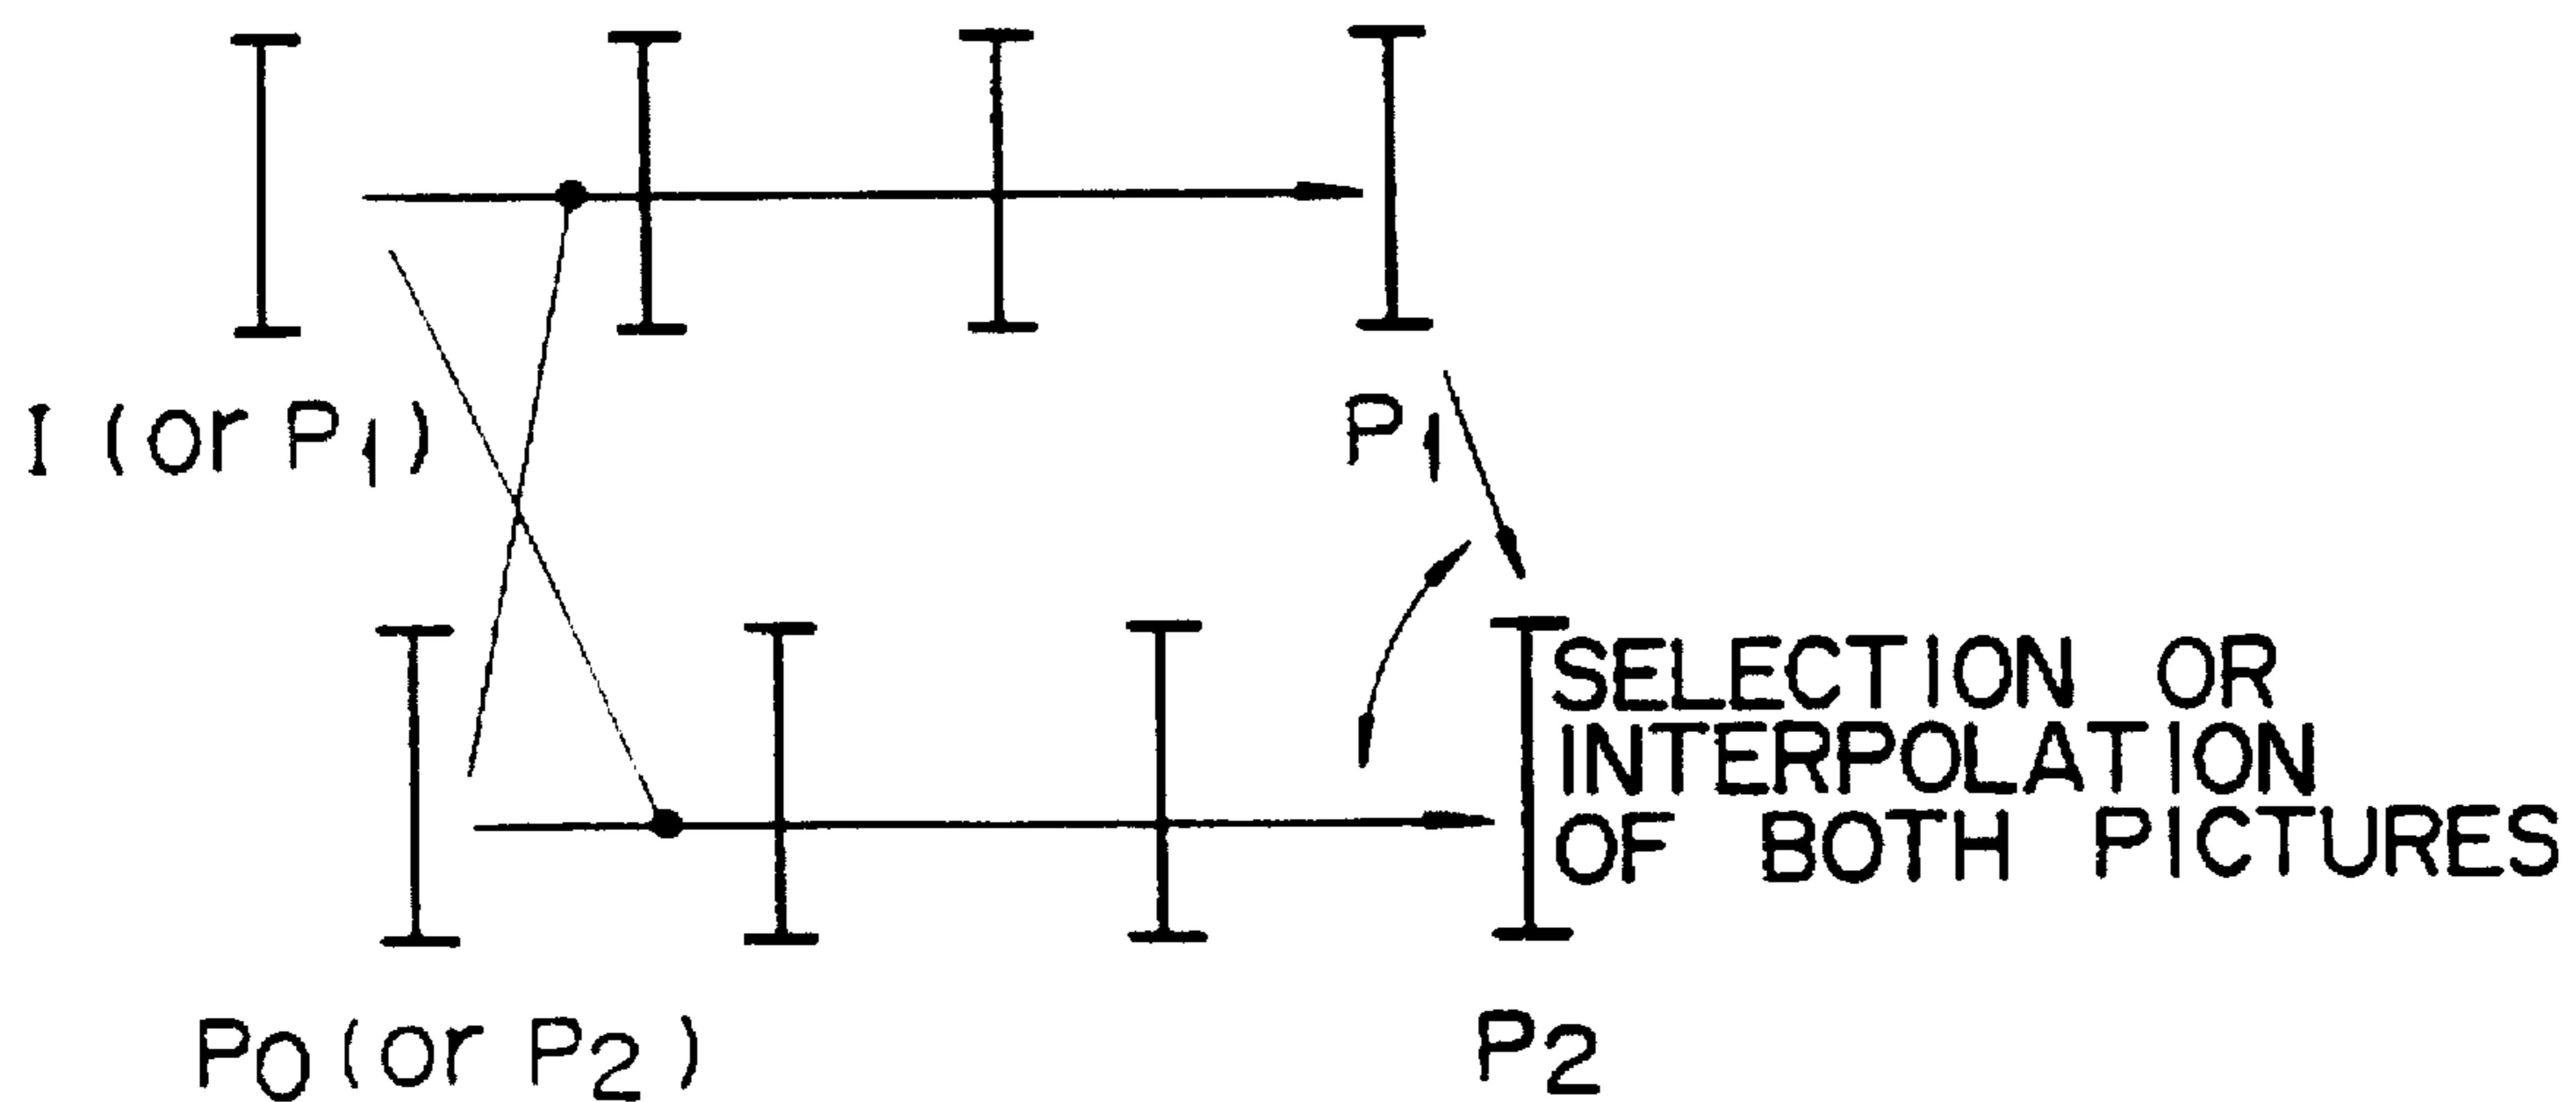 I (or P1)
P1
SELECTION OR
INTERPOLATION
OF BOTH PICTURES
P0 (or P2)
P2